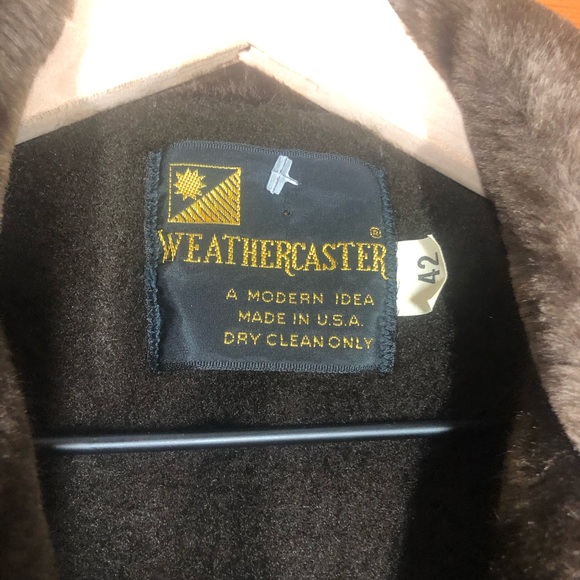 ®
WEATHERCASTER
A MODERN IDEA
MADE IN U.S.A.
DRY CLEAN ONLY
42